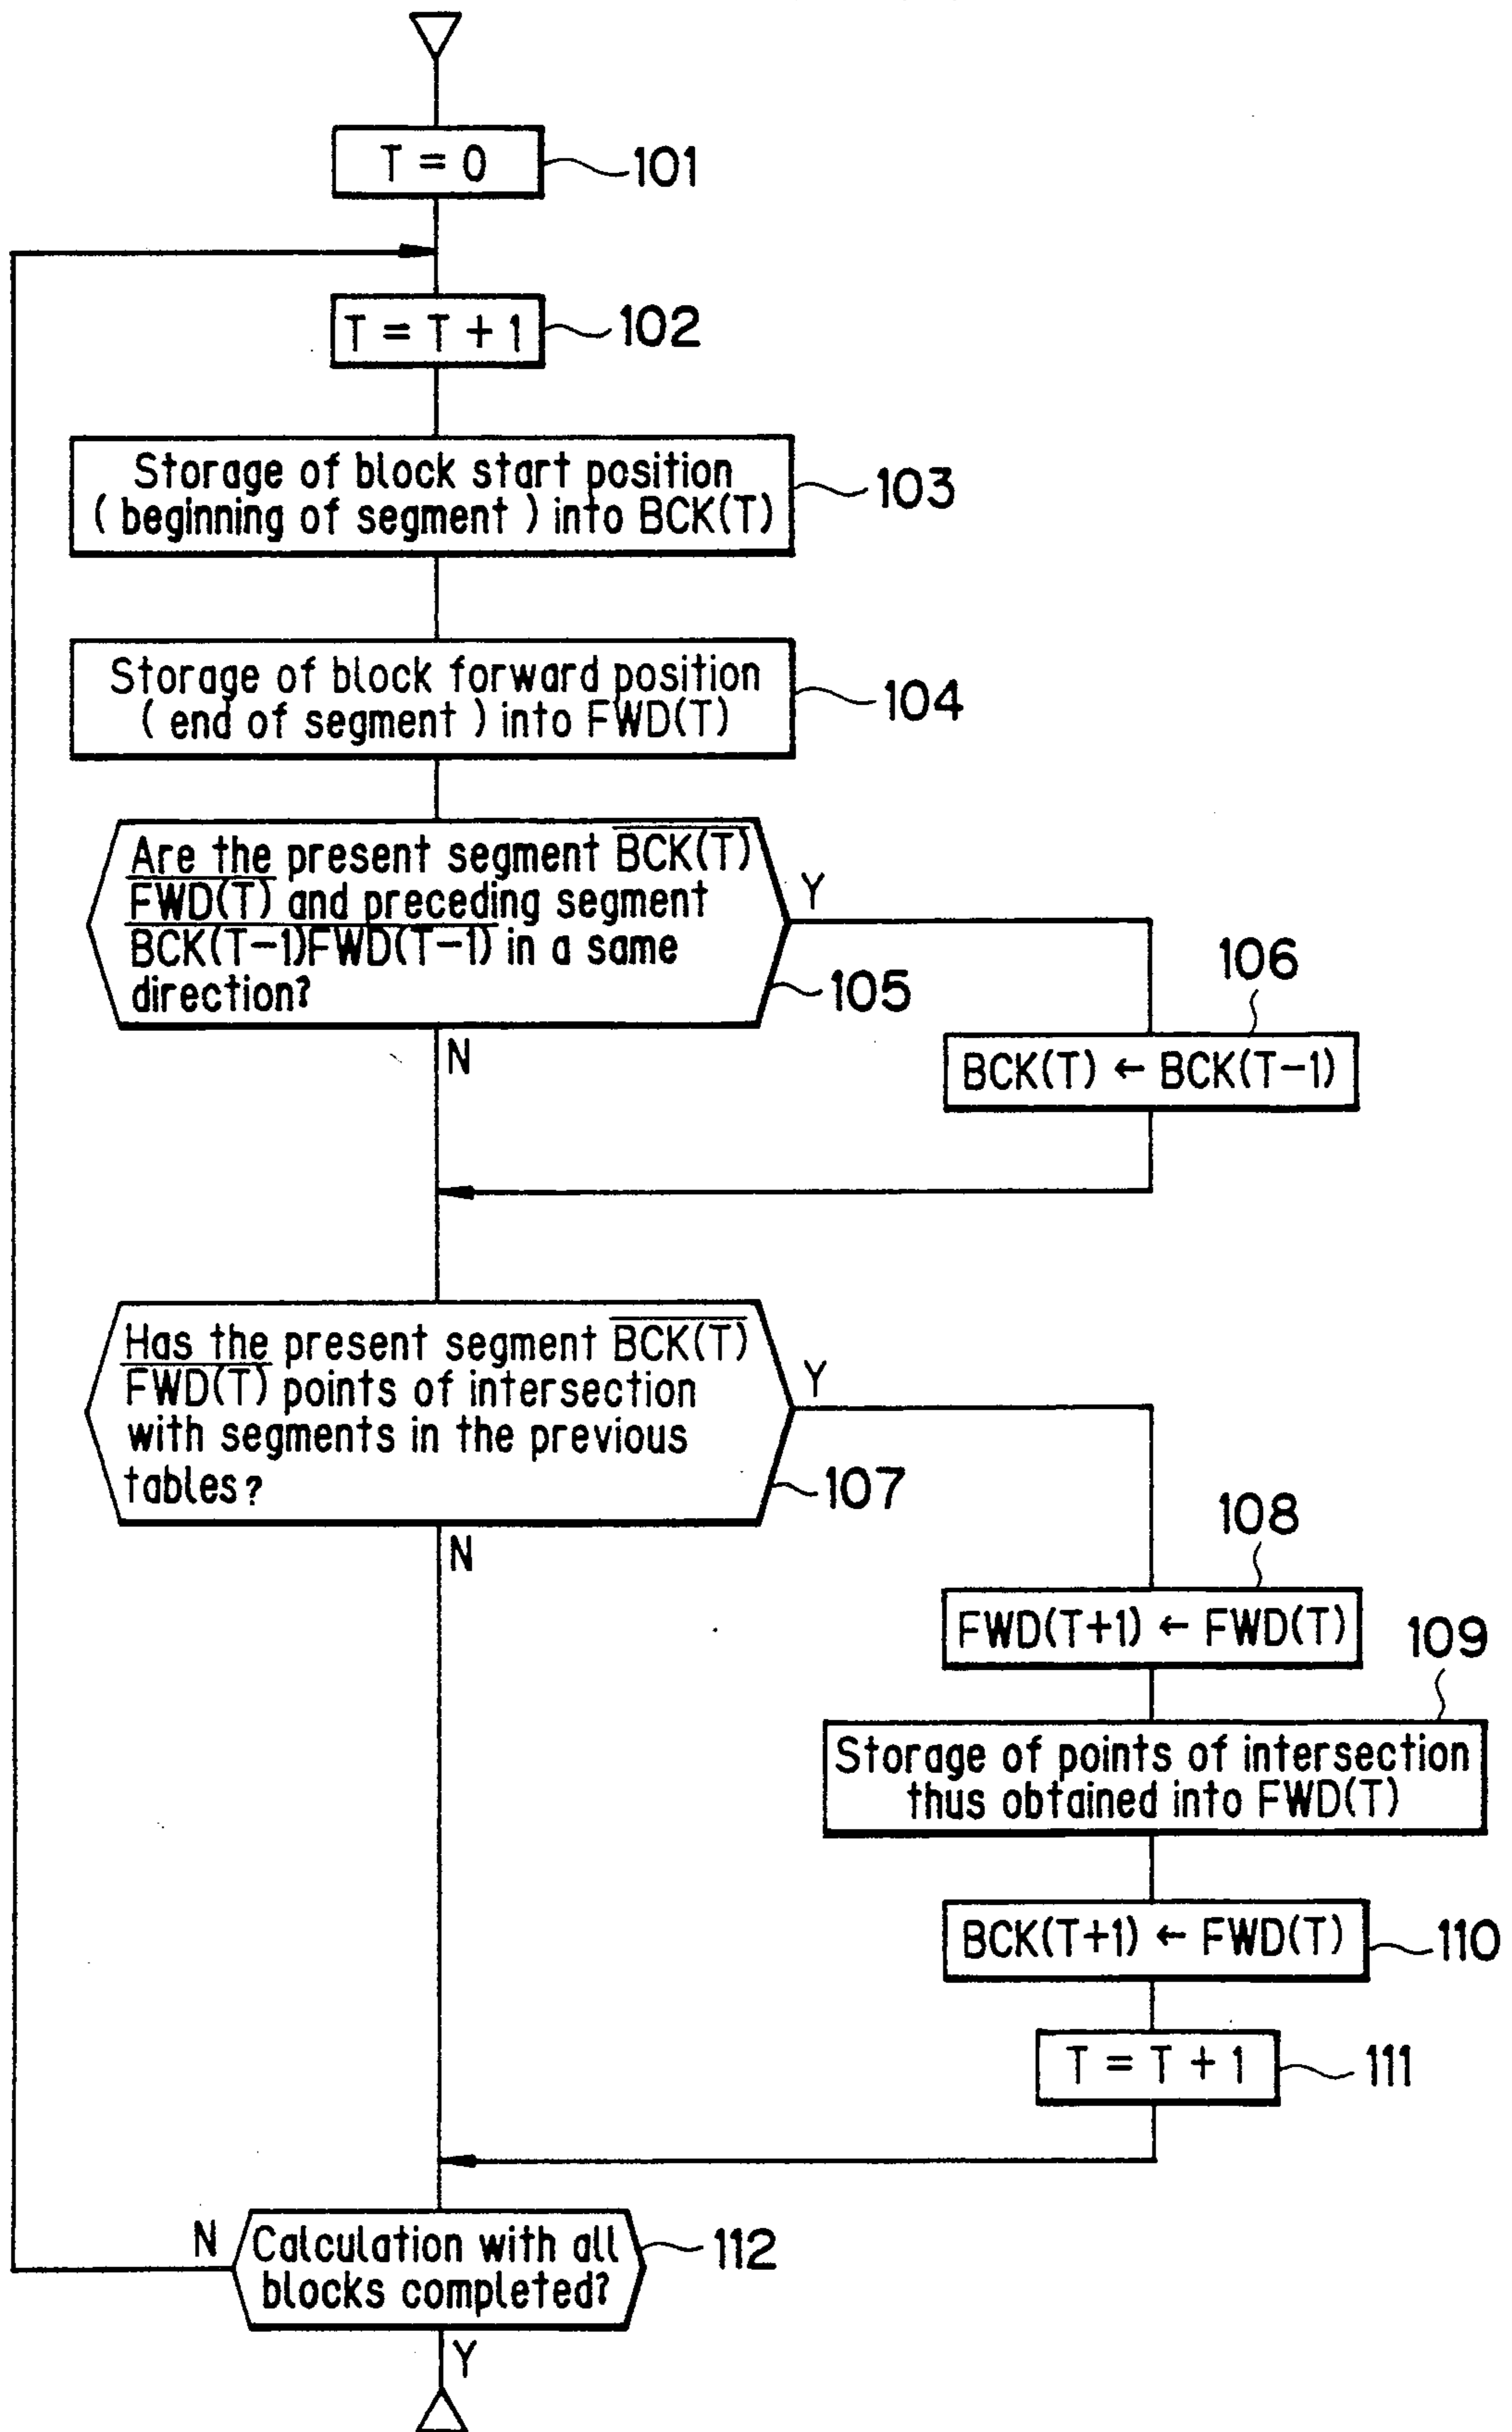 T = 0
101
T = T + 1
102
Storage of block start position
( beginning of segment ) into BCK(T)
103
Storage of block forward position
( end of segment ) into FWD(T)
104
Are the present segment BCK(T)
FWD(T) and preceding segment
BCK(T-1)FWD(T-1) in a same
direction?
105
Y
N
106
BCK(T) ← BCK(T-1)
Has the present segment BCK(T)
FWD(T) points of intersection
with segments in the previous
tables?
107
Y
N
108
FWD(T+1) ← FWD(T)
109
Storage of points of intersection
thus obtained into FWD(T)
BCK(T+1) ← FWD(T)
110
T = T + 1
111
N
Calculation with all
blocks completed?
112
Y